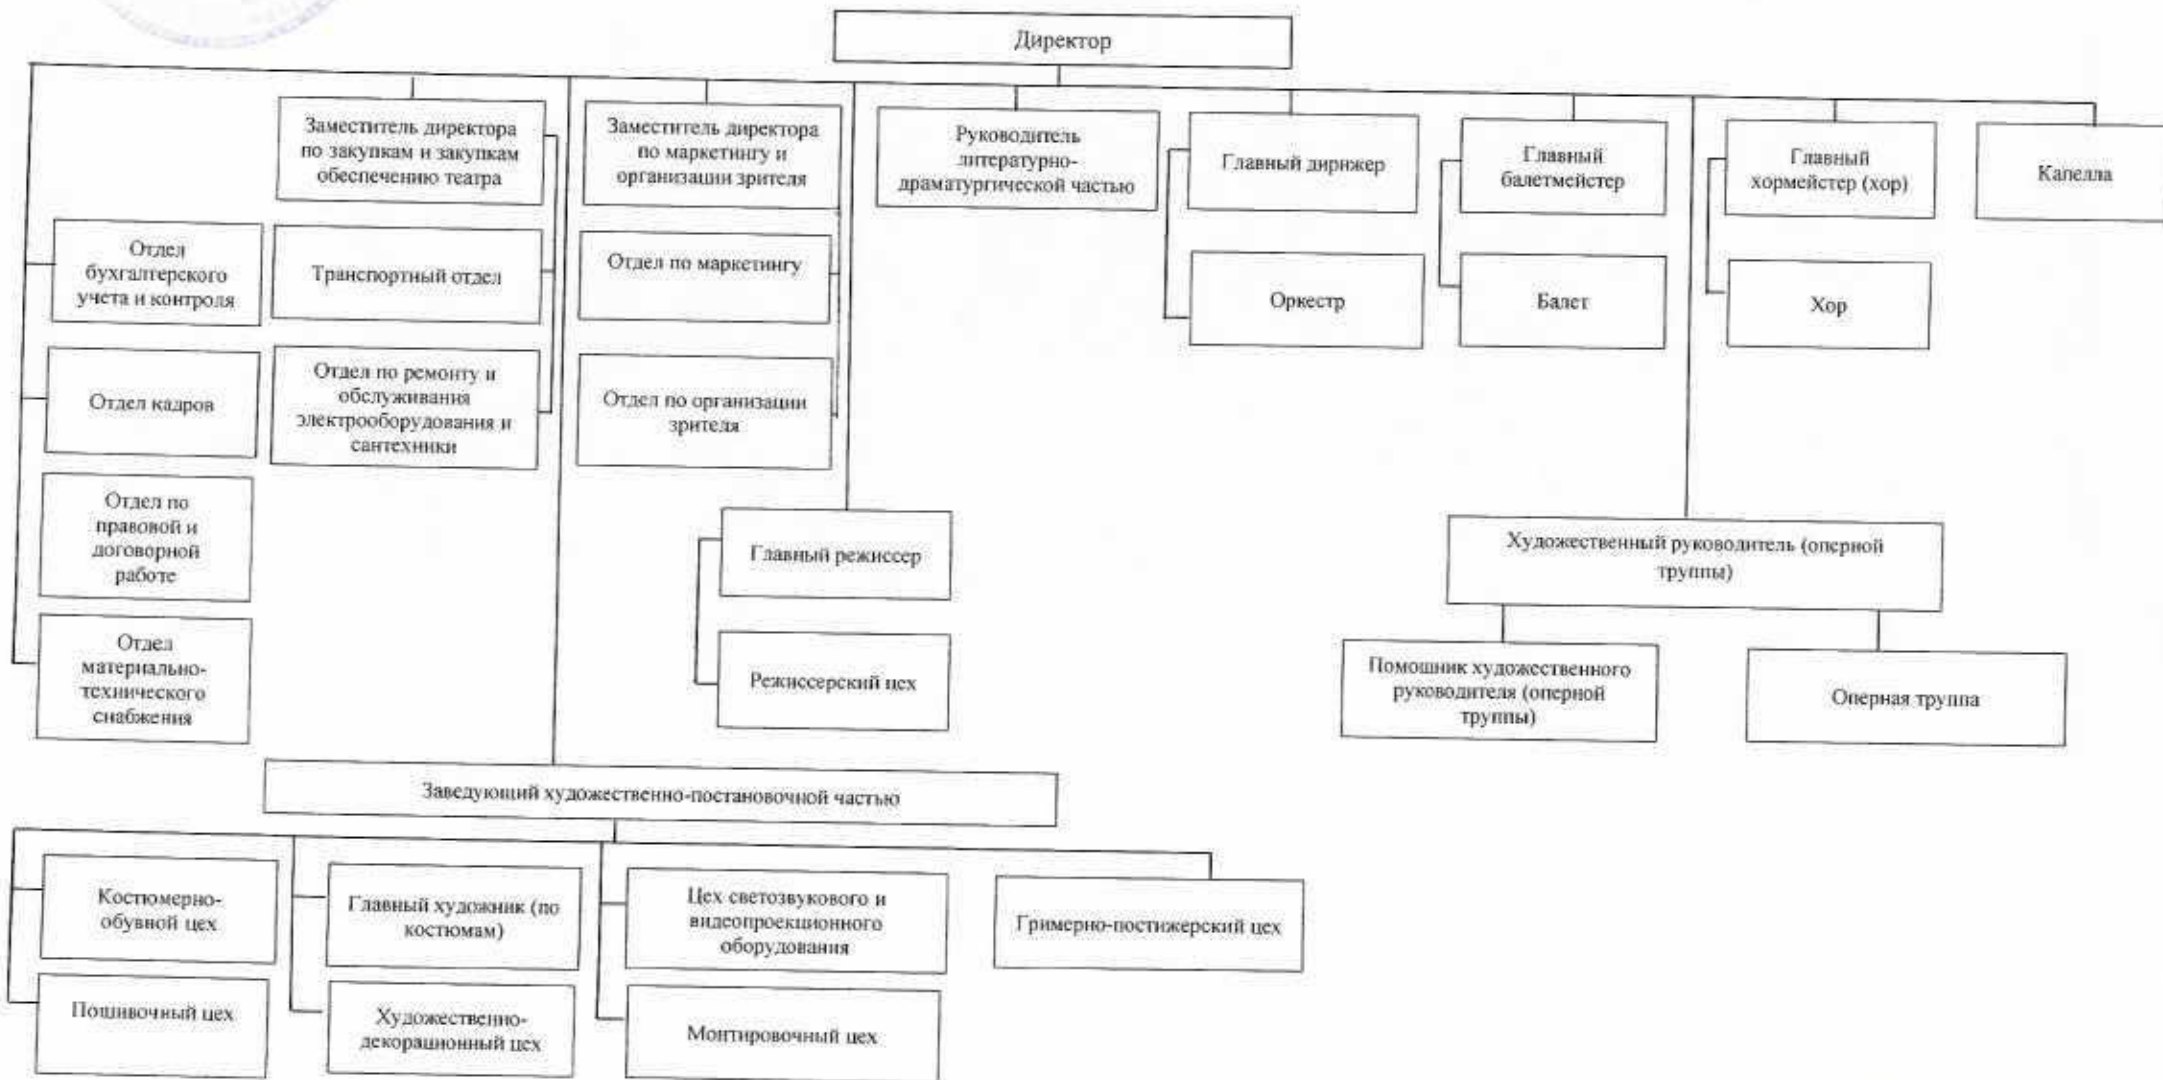 Директор
Заместитель директора
по закупкам и закупкам
обеспечению театра
Заместитель директора
по маркетингу и
организации зрителя
Руководитель
литературно-
драматургической частью
Главный дирижер
Главный
балетмейстер
Главный
хормейстер (хор)
Капелла
Отдел
бухгалтерского
учета и контроля
Транспортный отдел
Отдел по маркетингу
Оркестр
Балет
Хор
Отдел кадров
Отдел по ремонту и
обслуживания
электрооборудования и
сантехники
Отдел по организации
зрителя
Отдел по
правовой и
договорной
работе
Главный режиссер
Художественный руководитель (оперной
труппы)
Отдел
материально-
технического
снабжения
Режиссерский цех
Помошник художественного
руководителя (оперной
труппы)
Оперная труппа
Заведующий художественно-постановочной частью
Костюмерно-
обувной цех
Главный художник (по
костюмам)
Цех светозвукового и
видеопроекционного
оборудования
Гримерно-постижерский цех
Пошивочный цех
Художественно-
декорационный цех
Монтировочный цех